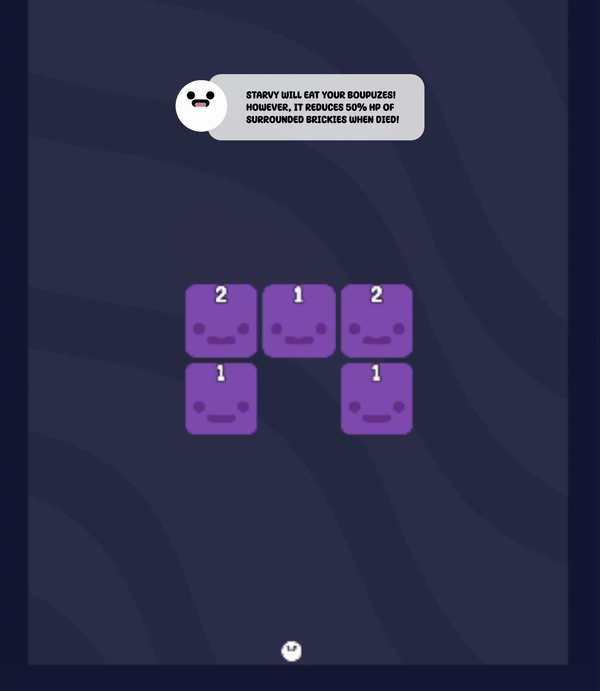 STARVY WILL EAT YOUR BOUPUZES!
HOWEVER, IT REDUCES 50% HP OF
SURROUNDED BRICKIES WHEN DIED!
2 1 2
1 1